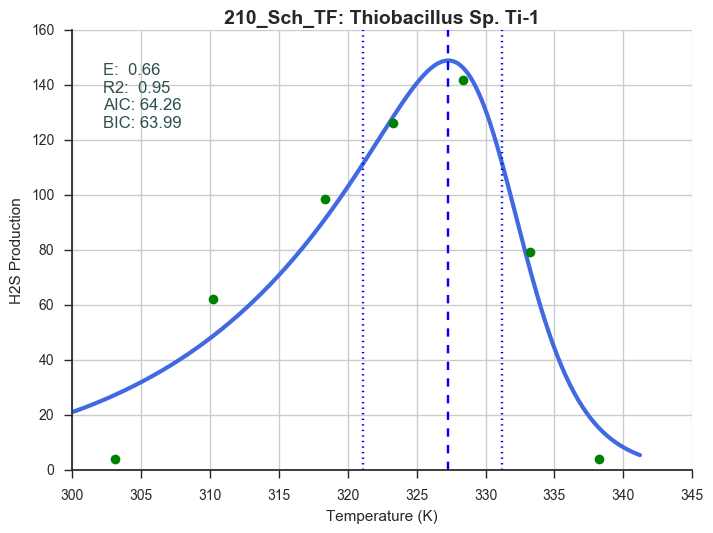 210_Sch_TF: Thiobacillus Sp. Ti-1
160
140
120
100
80
60
40
20
0
E:  0.66
R2:  0.95
AIC: 64.26
BIC: 63.99
H2S Production
300 305 310 315 320 325 330 335 340 345
Temperature (K)